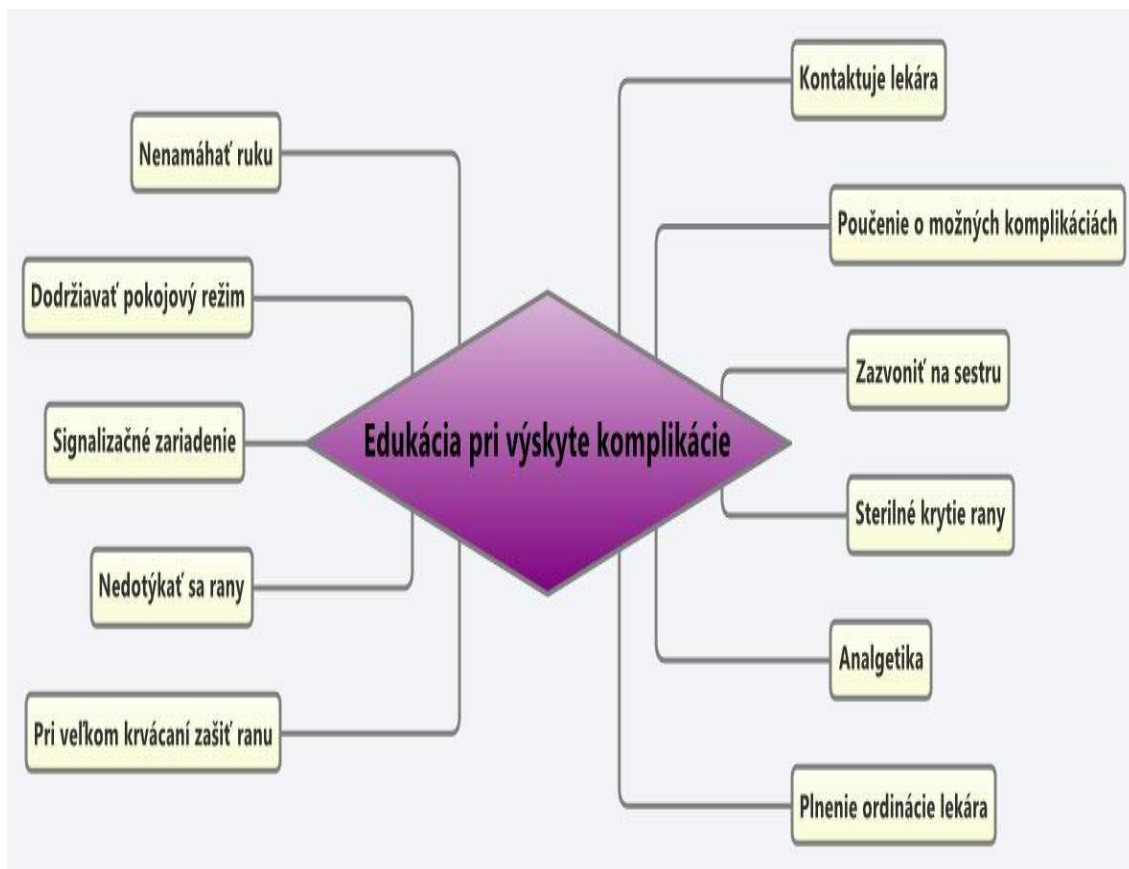 Kontaktuje lekára
Nenamáhať ruku
Poučenie o možných komplikáciách
Dodržiavať pokojový režim
Zazvoniť na sestru
Signalizačné zariadenie
Edukácia pri výskyte komplikácie
Sterilné krytie rany
Nedotýkať sa rany
Analgetika
Pri veľkom krvácaní zašiť ranu
Plnenie ordinácie lekára